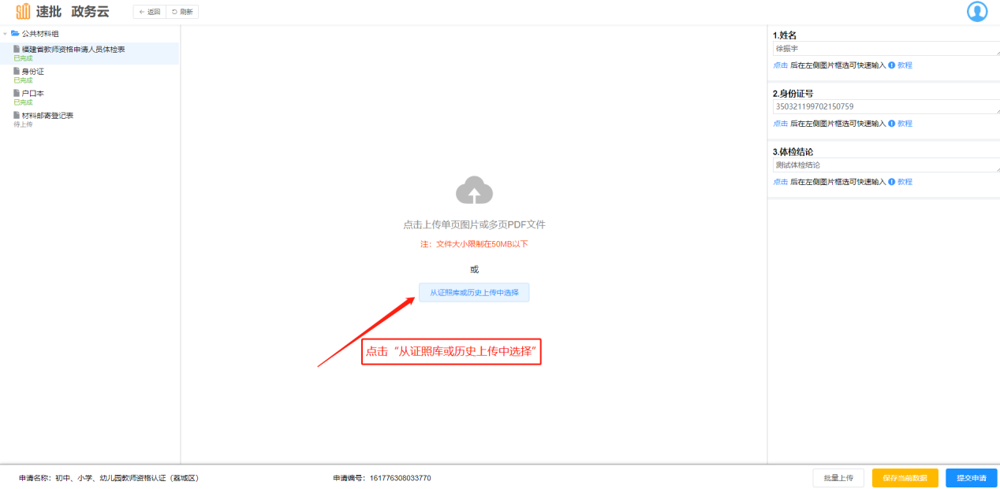 速批 政务云
返回
刷新
公共材料组
福建省教师资格申请人员体检表
已完成
身份证
已完成
户口本
已完成
材料邮寄登记表
待上传
点击上传单页图片或多页PDF文件
注：文件大小限制在50MB以下
或
从证照库或历史上传中选择
点击“从证照库或历史上传中选择”
1.姓名
徐振宇
点击 后在左侧图片框选可快速输入 教程
2.身份证号
350321199702150759
点击 后在左侧图片框选可快速输入 教程
3.体检结论
测试体检结论
点击 后在左侧图片框选可快速输入 教程
申请名称：初中、小学、幼儿园教师资格认证（荔城区）
申请编号：161776308033770
批量上传
保存当前数据
提交申请